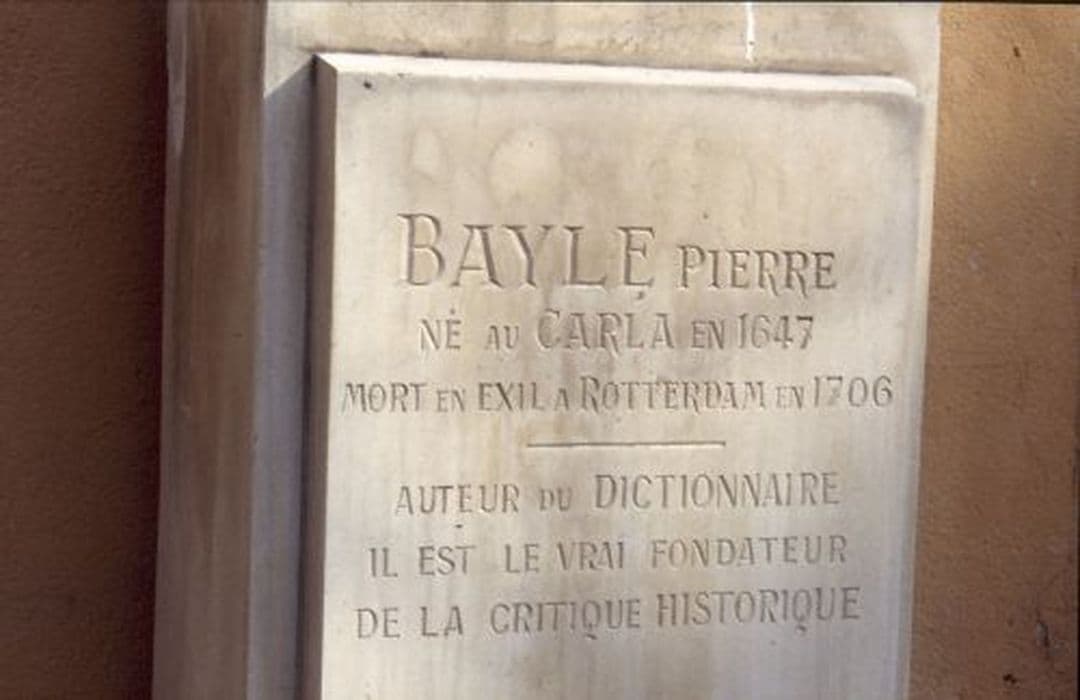 BAYLE PIERRE
NÉ AU CARLA EN 1647
MORT EN EXIL A ROTTERDAM EN 1706
AUTEUR DU DICTIONNAIRE
IL EST LE VRAI FONDATEUR
DE LA CRITIQUE HISTORIQUE